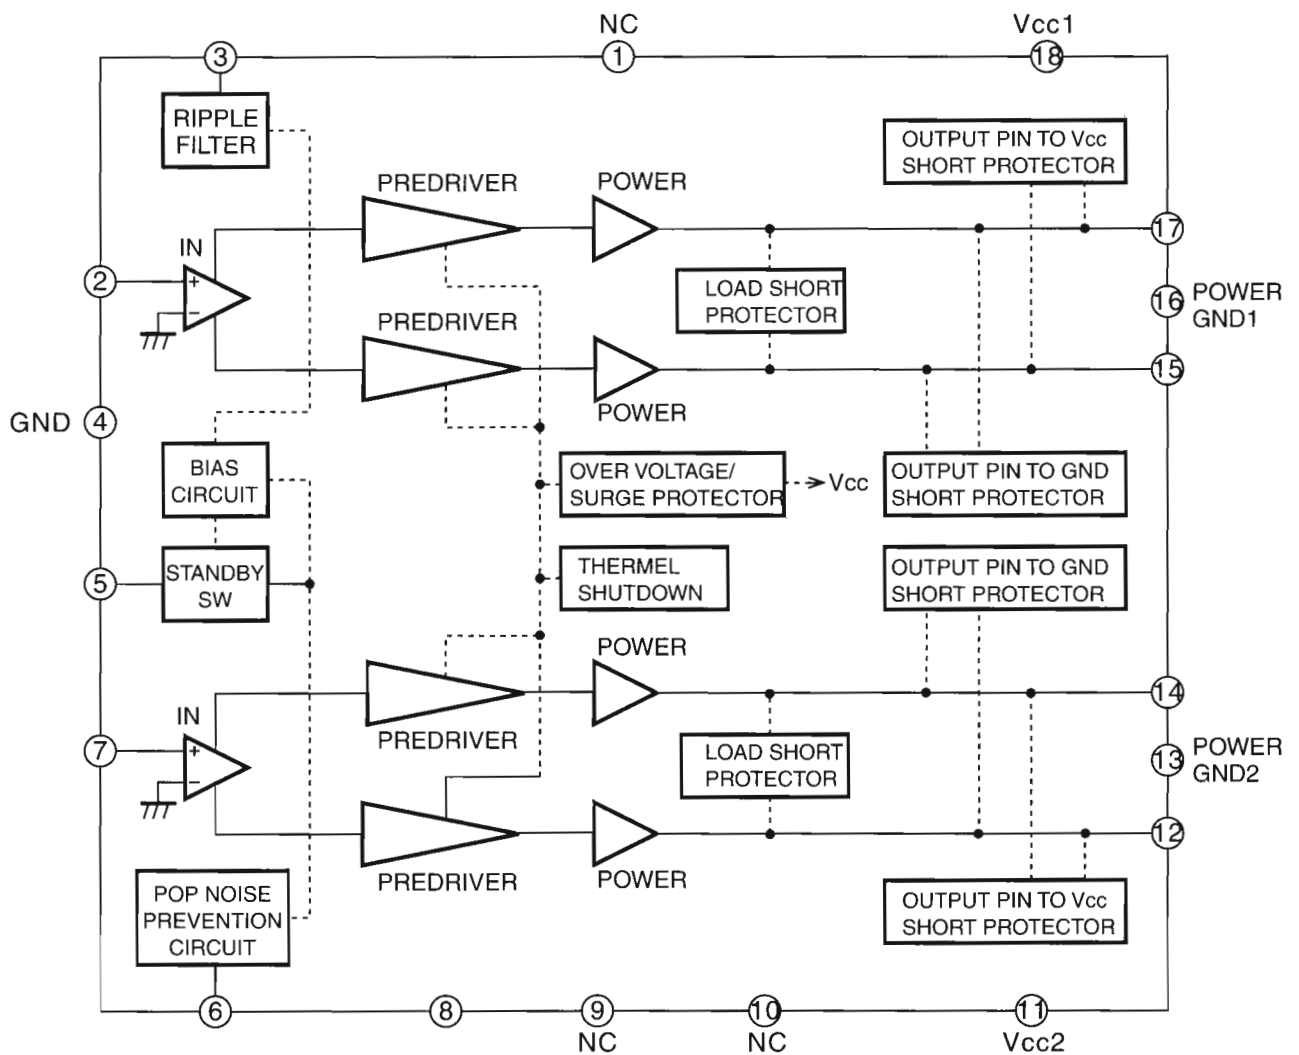 NC
Vcc1
3
1
18
RIPPLE
FILTER
OUTPUT PIN TO Vcc
SHORT PROTECTOR
PREDRIVER
POWER
17
IN
2
+
−
LOAD SHORT
PROTECTOR
16
POWER
GND1
PREDRIVER
15
POWER
GND
4
BIAS
CIRCUIT
OVER VOLTAGE/
SURGE PROTECTOR
Vcc
OUTPUT PIN TO GND
SHORT PROTECTOR
5
STANDBY
SW
THERMEL
SHUTDOWN
OUTPUT PIN TO GND
SHORT PROTECTOR
POWER
14
IN
7
+
−
PREDRIVER
LOAD SHORT
PROTECTOR
13
POWER
GND2
12
PREDRIVER
POWER
POP NOISE
PREVENTION
CIRCUIT
OUTPUT PIN TO Vcc
SHORT PROTECTOR
6
8
9
10
11
NC
NC
Vcc2